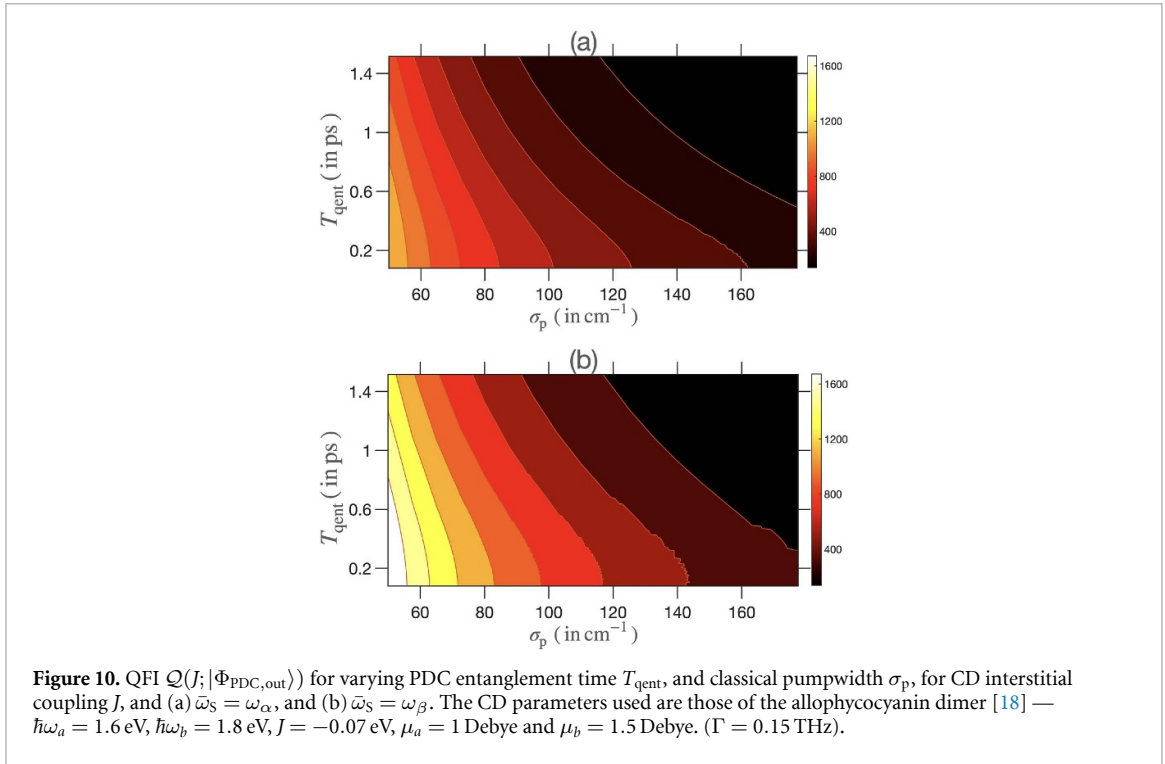 (a)
1.4
1
0.6
0.2
T_qent ( in ps )
60 80 100 120 140 160
σ_p ( in cm⁻¹ )
1600
1200
800
400
(b)
1.4
1
0.6
0.2
T_qent ( in ps )
60 80 100 120 140 160
σ_p ( in cm⁻¹ )
1600
1200
800
400
Figure 10. QFI 𝒬(J; |Φ_PDC,out⟩) for varying PDC entanglement time T_qent, and classical pumpwidth σ_p, for CD interstitial
coupling J, and (a) ω̄_S = ω_α, and (b) ω̄_S = ω_β. The CD parameters used are those of the allophycocyanin dimer [18] —
ℏω_a = 1.6 eV, ℏω_b = 1.8 eV, J = −0.07 eV, μ_a = 1 Debye and μ_b = 1.5 Debye. (Γ = 0.15 THz).